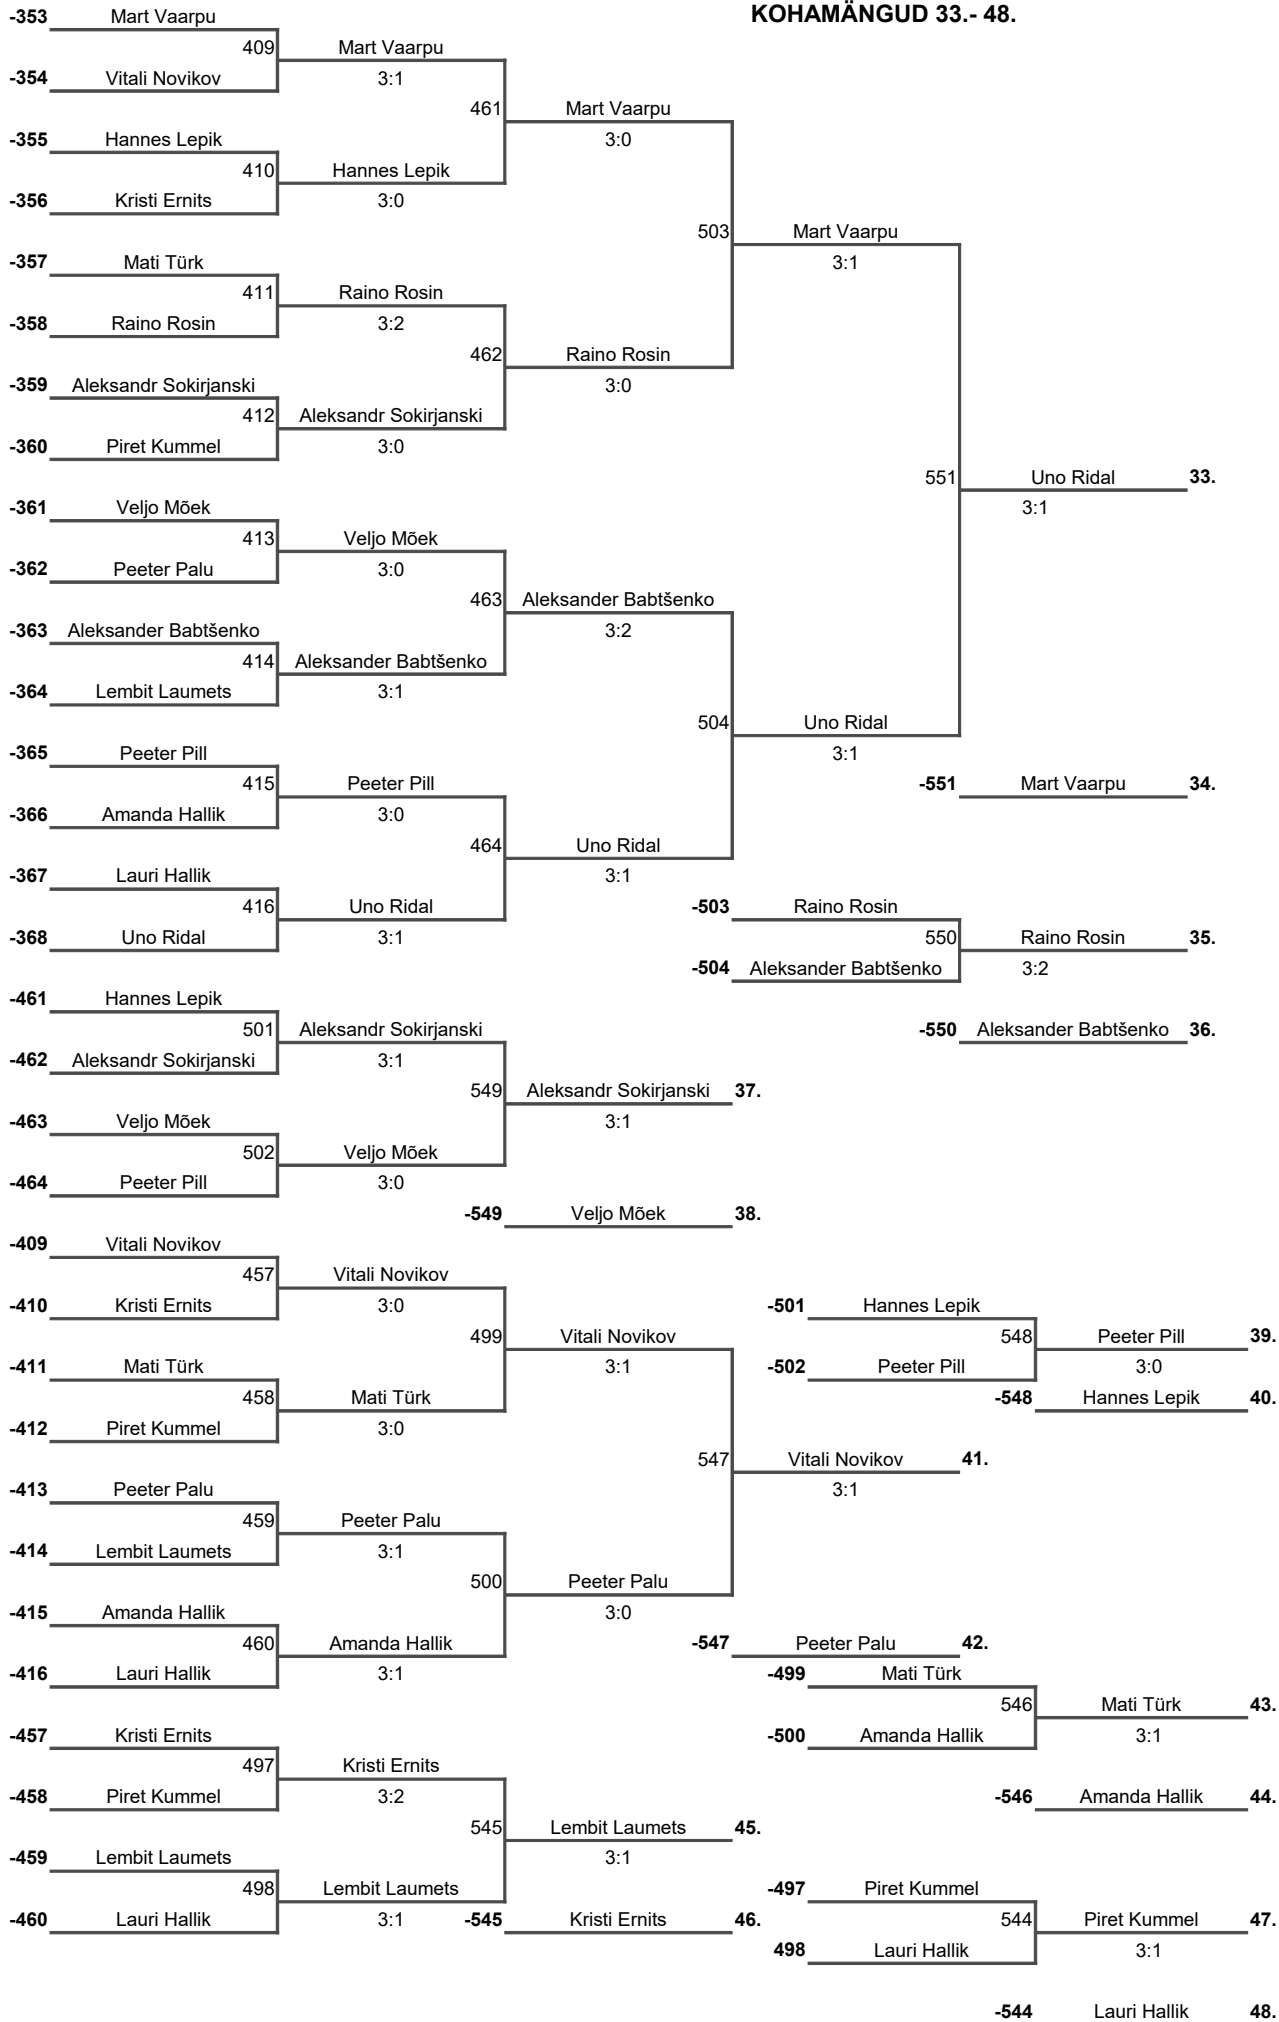 KOHAMÄNGUD 33.- 48.
-353 Mart Vaarpu
409 Mart Vaarpu
-354 Vitali Novikov 3:1
461 Mart Vaarpu
-355 Hannes Lepik 3:0
410 Hannes Lepik
-356 Kristi Ernits 3:0
503 Mart Vaarpu
-357 Mati Türk 3:1
411 Raino Rosin
-358 Raino Rosin 3:2
462 Raino Rosin
-359 Aleksandr Sokirjanski 3:0
412 Aleksandr Sokirjanski
-360 Piret Kummel 3:0
551 Uno Ridal 33.
-361 Veljo Mõek 3:1
413 Veljo Mõek
-362 Peeter Palu 3:0
463 Aleksander Babtšenko
-363 Aleksander Babtšenko 3:2
414 Aleksander Babtšenko
-364 Lembit Laumets 3:1
504 Uno Ridal
-365 Peeter Pill 3:1
415 Peeter Pill -551 Mart Vaarpu 34.
-366 Amanda Hallik 3:0
464 Uno Ridal
-367 Lauri Hallik 3:1
416 Uno Ridal -503 Raino Rosin
-368 Uno Ridal 3:1 550 Raino Rosin 35.
-504 Aleksander Babtšenko 3:2
-461 Hannes Lepik
501 Aleksandr Sokirjanski -550 Aleksander Babtšenko 36.
-462 Aleksandr Sokirjanski 3:1
549 Aleksandr Sokirjanski 37.
-463 Veljo Mõek 3:1
502 Veljo Mõek
-464 Peeter Pill 3:0
-549 Veljo Mõek 38.
-409 Vitali Novikov
457 Vitali Novikov
-410 Kristi Ernits 3:0 -501 Hannes Lepik
499 Vitali Novikov 548 Peeter Pill 39.
-411 Mati Türk 3:1 -502 Peeter Pill 3:0
458 Mati Türk -548 Hannes Lepik 40.
-412 Piret Kummel 3:0
547 Vitali Novikov 41.
-413 Peeter Palu 3:1
459 Peeter Palu
-414 Lembit Laumets 3:1
500 Peeter Palu
-415 Amanda Hallik 3:0
460 Amanda Hallik -547 Peeter Palu 42.
-416 Lauri Hallik 3:1 -499 Mati Türk
546 Mati Türk 43.
-457 Kristi Ernits -500 Amanda Hallik 3:1
497 Kristi Ernits
-458 Piret Kummel 3:2 -546 Amanda Hallik 44.
545 Lembit Laumets 45.
-459 Lembit Laumets 3:1
498 Lembit Laumets -497 Piret Kummel
-460 Lauri Hallik 3:1 -545 Kristi Ernits 46. 544 Piret Kummel 47.
498 Lauri Hallik 3:1
-544 Lauri Hallik 48.